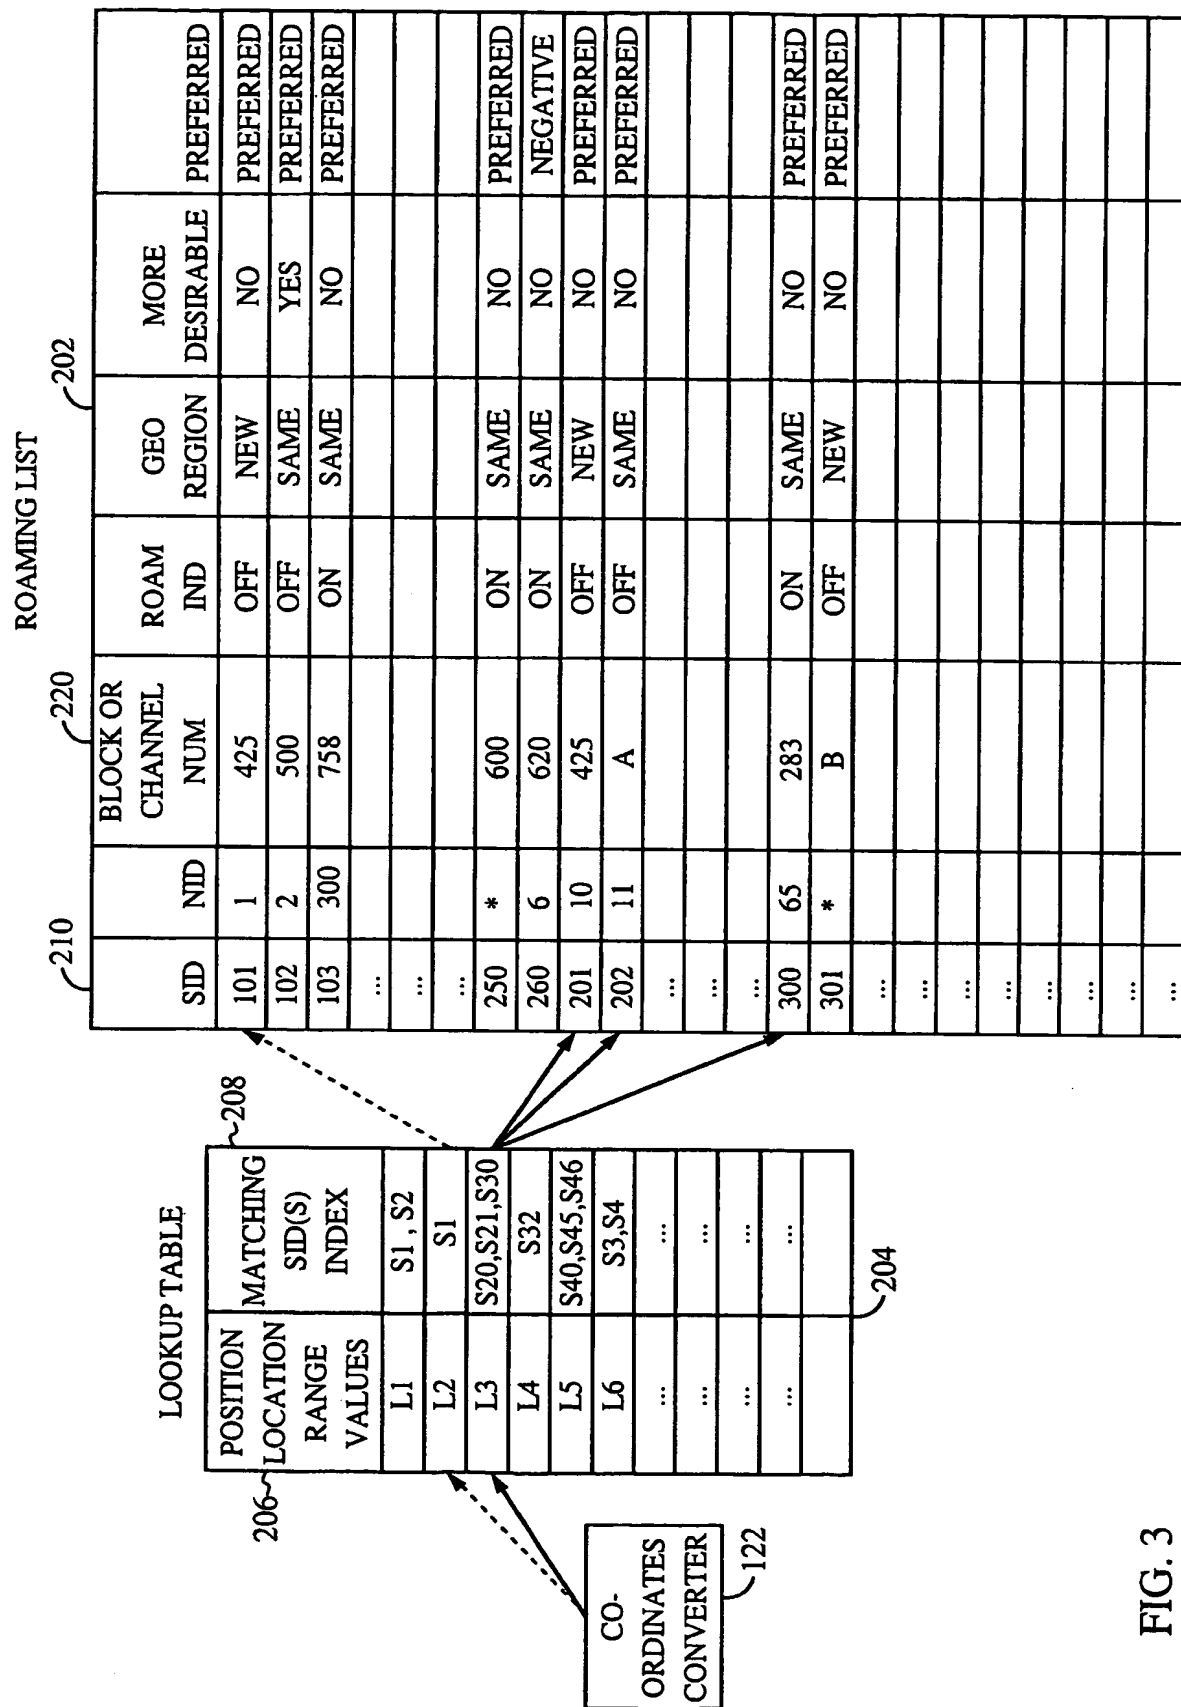 ROAMING LIST
210
220
202
SID NID BLOCK OR CHANNEL NUM ROAM IND GEO REGION MORE DESIRABLE PREFERRED
101 1 425 OFF NEW NO PREFERRED
102 2 500 OFF SAME YES PREFERRED
103 300 758 ON SAME NO PREFERRED
...
...
...
250 * 600 ON SAME NO PREFERRED
260 6 620 ON SAME NO NEGATIVE
201 10 425 OFF NEW NO PREFERRED
202 11 A OFF SAME NO PREFERRED
...
...
...
300 65 283 ON SAME NO PREFERRED
301 * B OFF NEW NO PREFERRED
...
...
...
...
...
...
...
...
LOOKUP TABLE
206
208
POSITION LOCATION RANGE VALUES MATCHING SID(S) INDEX
L1 S1 , S2
L2 S1
L3 S20,S21,S30
L4 S32
L5 S40,S45,S46
L6 S3,S4
... ...
... ...
... ...
... ...
204
CO-
ORDINATES
CONVERTER
122
FIG. 3